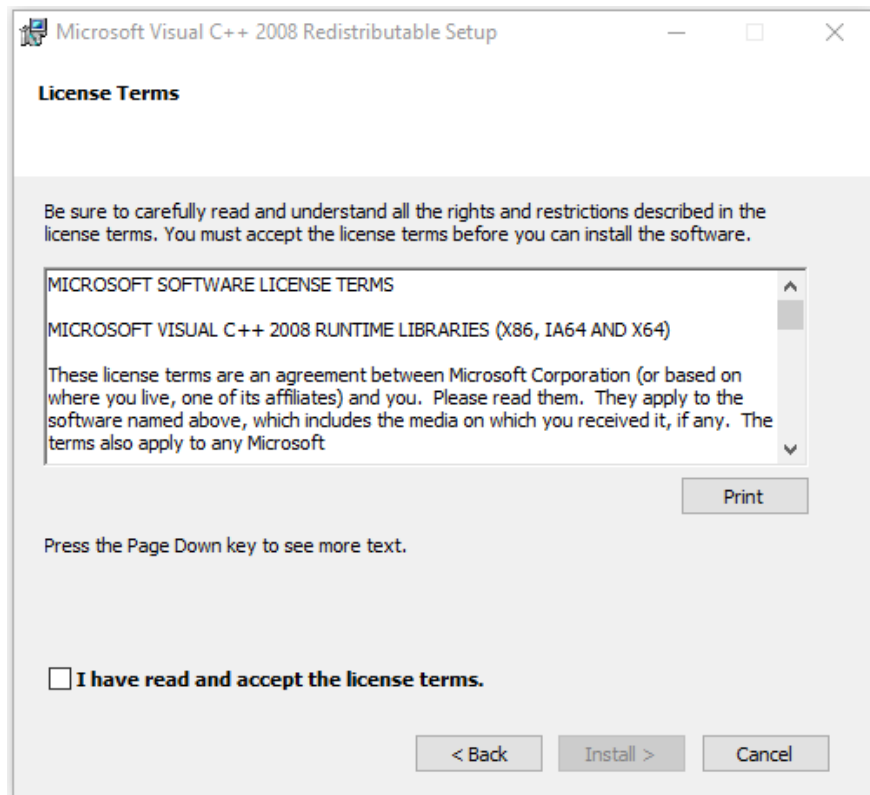 Microsoft Visual C++ 2008 Redistributable Setup
License Terms
Be sure to carefully read and understand all the rights and restrictions described in the
license terms. You must accept the license terms before you can install the software.
MICROSOFT SOFTWARE LICENSE TERMS
MICROSOFT VISUAL C++ 2008 RUNTIME LIBRARIES (X86, IA64 AND X64)
These license terms are an agreement between Microsoft Corporation (or based on
where you live, one of its affiliates) and you.  Please read them.  They apply to the
software named above, which includes the media on which you received it, if any.  The
terms also apply to any Microsoft
Print
Press the Page Down key to see more text.
I have read and accept the license terms.
< Back
Install >
Cancel